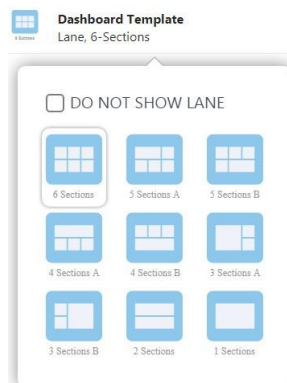 Dashboard Template
6 Sections
Lane, 6-Sections
DO NOT SHOW LANE
6 Sections 5 Sections A 5 Sections B
4 Sections A 4 Sections B 3 Sections A
3 Sections B 2 Sections 1 Sections